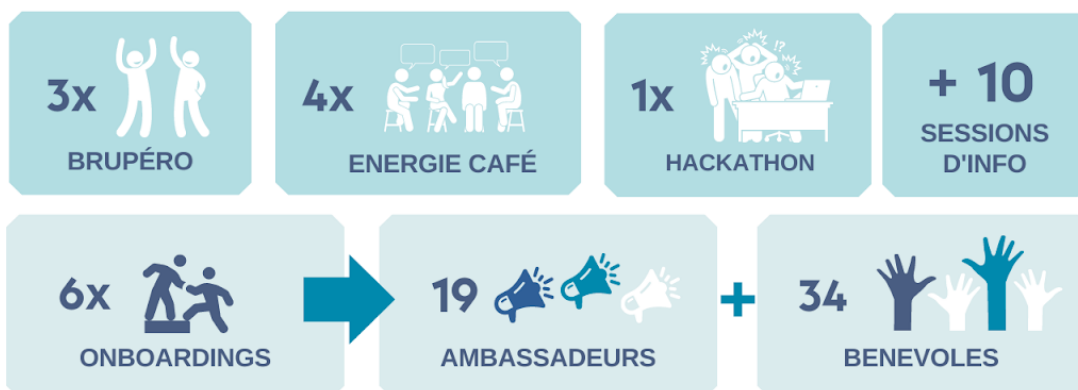 3x
BRUPÉRO
4x
ENERGIE CAFÉ
!?
1x
HACKATHON
+ 10
SESSIONS
D'INFO
6x
ONBOARDINGS
19
AMBASSADEURS
+
34
BENEVOLES